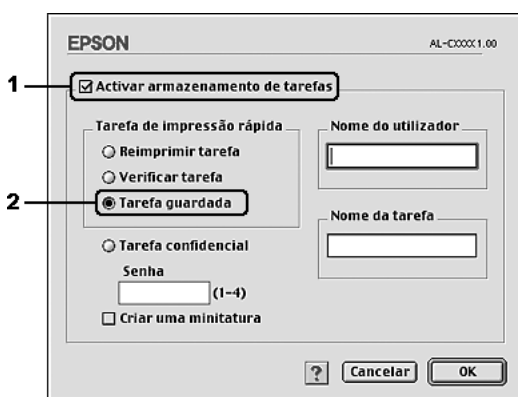 EPSON
AL-CXXXX 1.00
1
Activar armazenamento de tarefas
Tarefa de impressão rápida
Reimprimir tarefa
Verificar tarefa
2
Tarefa guardada
Tarefa confidencial
Senha
(1-4)
Criar uma minitatura
Nome do utilizador
Nome da tarefa
?
Cancelar
OK